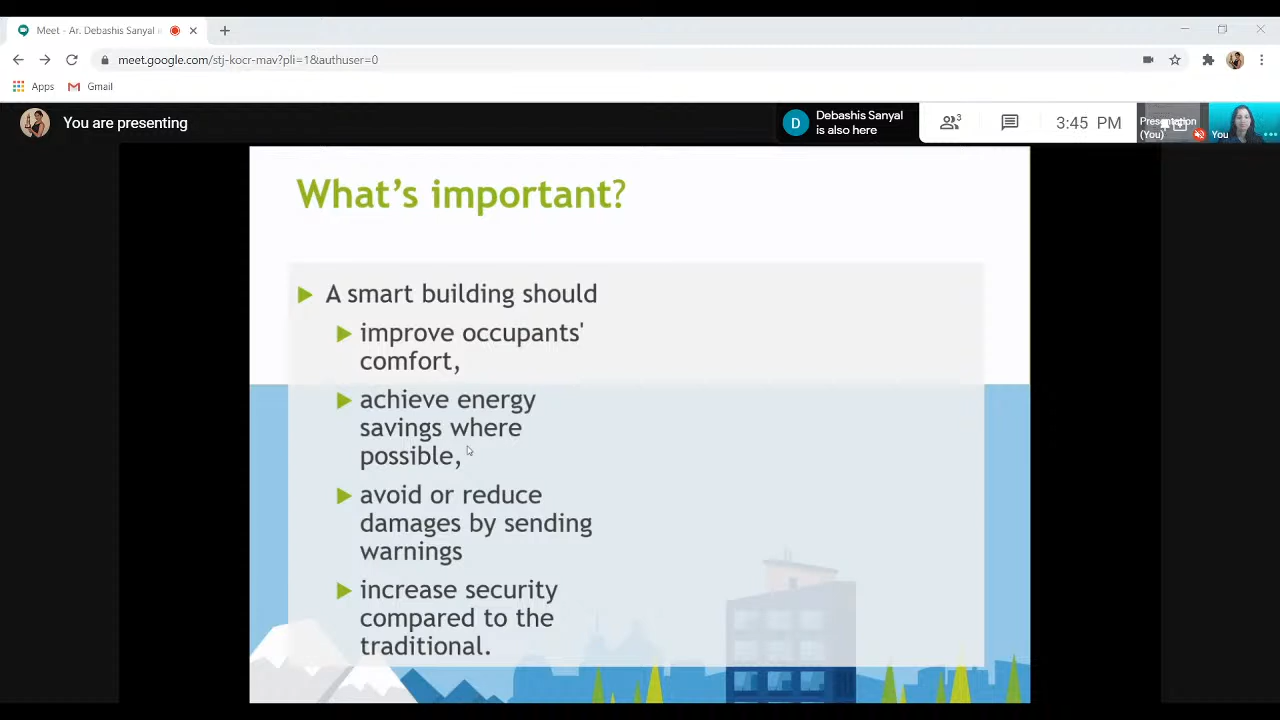 Meet - Ar. Debashis Sanyal i
meet.google.com/stj-kocr-mav?pli=1&authuser=0
Apps
Gmail
You are presenting
D
Debashis Sanyal
is also here
3
3:45 PM
Presentation
(You)
You
What's important?
A smart building should
improve occupants'
comfort,
achieve energy
savings where
possible,
avoid or reduce
damages by sending
warnings
increase security
compared to the
traditional.